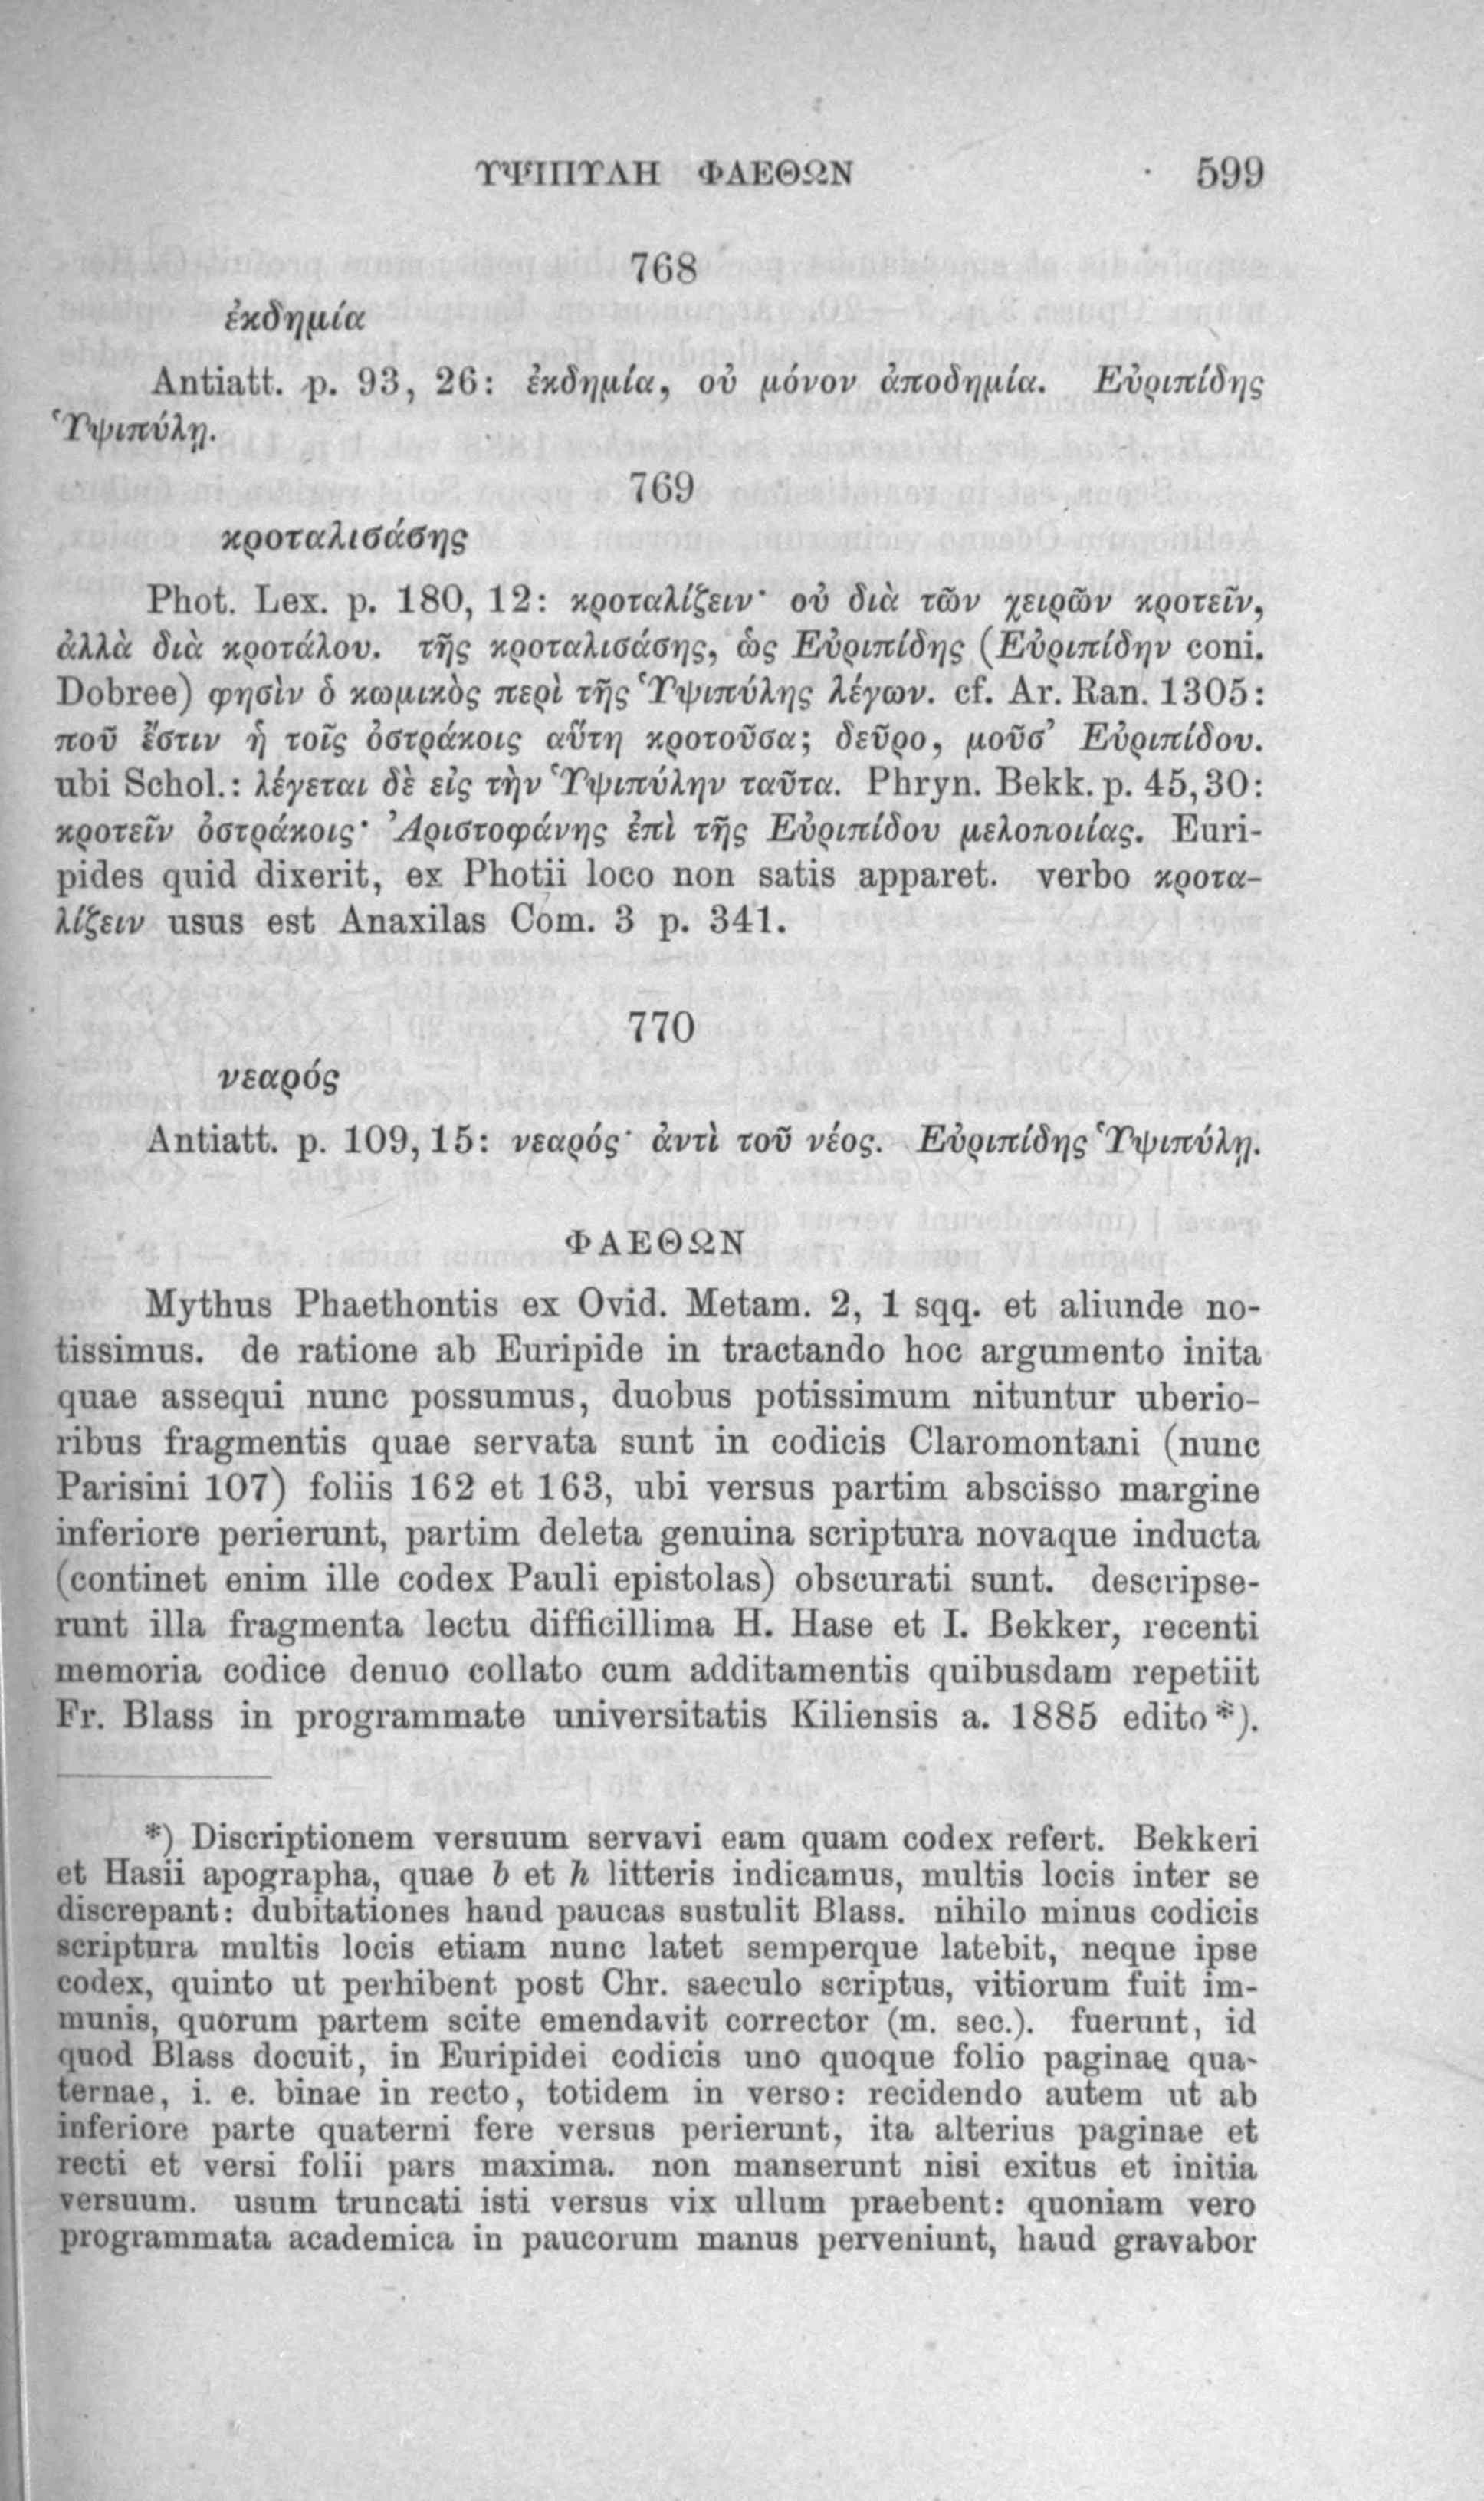 ΥΨΙΠΥΛΗ ΦΑΕΘΩΝ 599
768
ἐκδημία
Antiatt. p. 93, 26: ἐκδημία, οὐ μόνον ἀποδημία. Εὐριπίδης
Ὑψιπύλῃ.
769
κροταλισάσης
Phot. Lex. p. 180, 12: κροταλίζειν· οὐ διὰ τῶν χειρῶν κροτεῖν,
ἀλλὰ διὰ κροτάλου. τῆς κροταλισάσης, ὡς Εὐριπίδης (Εὐριπίδην coni.
Dobree) φησὶν ὁ κωμικὸς περὶ τῆς Ὑψιπύλης λέγων. cf. Ar. Ran. 1305:
ποῦ ἔστιν ἡ τοῖς ὀστράκοις αὕτη κροτοῦσα; δεῦρο, μοῦσ’ Εὐριπίδου.
ubi Schol.: λέγεται δὲ εἰς τὴν Ὑψιπύλην ταῦτα. Phryn. Bekk. p. 45, 30:
κροτεῖν ὀστράκοις· Ἀριστοφάνης ἐπὶ τῆς Εὐριπίδου μελοποιίας. Euri-
pides quid dixerit, ex Photii loco non satis apparet. verbo κροτα-
λίζειν usus est Anaxilas Com. 3 p. 341.
770
νεαρός
Antiatt. p. 109, 15: νεαρός· ἀντὶ τοῦ νέος. Εὐριπίδης Ὑψιπύλῃ.
ΦΑΕΘΩΝ
Mythus Phaethontis ex Ovid. Metam. 2, 1 sqq. et aliunde no-
tissimus. de ratione ab Euripide in tractando hoc argumento inita
quae assequi nunc possumus, duobus potissimum nituntur uberio-
ribus fragmentis quae servata sunt in codicis Claromontani (nunc
Parisini 107) foliis 162 et 163, ubi versus partim abscisso margine
inferiore perierunt, partim deleta genuina scriptura novaque inducta
(continet enim ille codex Pauli epistolas) obscurati sunt. descripse-
runt illa fragmenta lectu difficillima H. Hase et I. Bekker, recenti
memoria codice denuo collato cum additamentis quibusdam repetiit
Fr. Blass in programmate universitatis Kiliensis a. 1885 edito*).
*) Discriptionem versuum servavi eam quam codex refert. Bekkeri
et Hasii apographa, quae b et h litteris indicamus, multis locis inter se
discrepant: dubitationes haud paucas sustulit Blass. nihilo minus codicis
scriptura multis locis etiam nunc latet semperque latebit, neque ipse
codex, quinto ut perhibent post Chr. saeculo scriptus, vitiorum fuit im-
munis, quorum partem scite emendavit corrector (m. sec.). fuerunt, id
quod Blass docuit, in Euripidei codicis uno quoque folio paginae qua-
ternae, i. e. binae in recto, totidem in verso: recidendo autem ut ab
inferiore parte quaterni fere versus perierunt, ita alterius paginae et
recti et versi folii pars maxima. non manserunt nisi exitus et initia
versuum. usum truncati isti versus vix ullum praebent: quoniam vero
programmata academica in paucorum manus perveniunt, haud gravabor